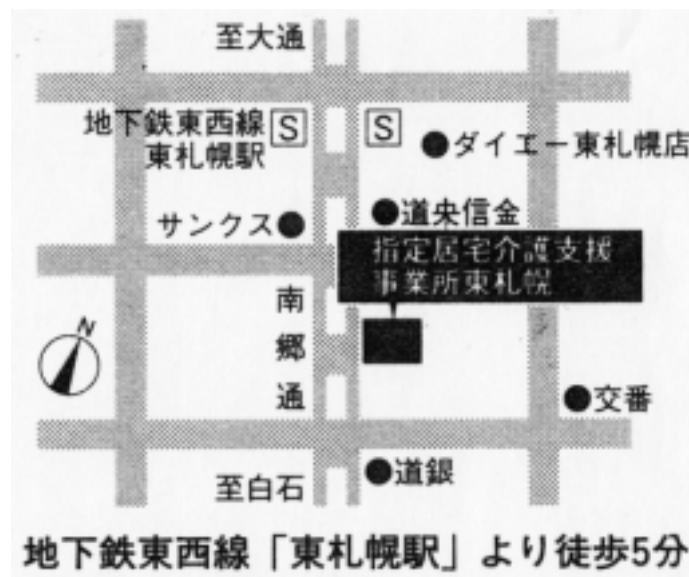 至大通
地下鉄東西線 S
東札幌駅
S
ダイエー東札幌店
サンクス
道央信金
指定居宅介護支援
事業所東札幌
南郷通
N
交番
至白石
道銀
地下鉄東西線「東札幌駅」より徒歩5分